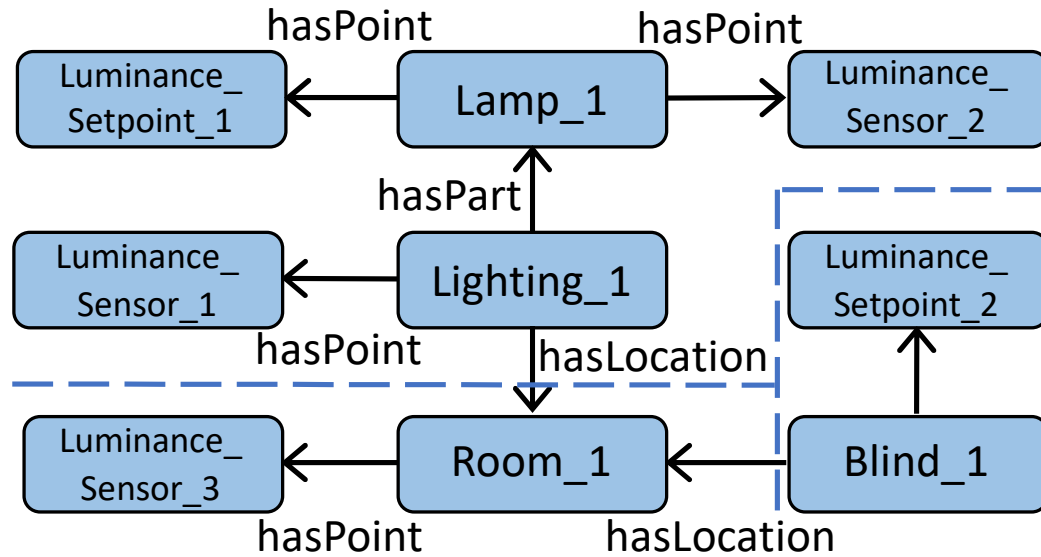 hasPoint
hasPoint
Luminance_
Setpoint_1
Lamp_1
Luminance_
Sensor_2
hasPart
Luminance_
Sensor_1
Lighting_1
Luminance_
Setpoint_2
hasPoint
hasLocation
Luminance_
Sensor_3
Room_1
Blind_1
hasPoint
hasLocation